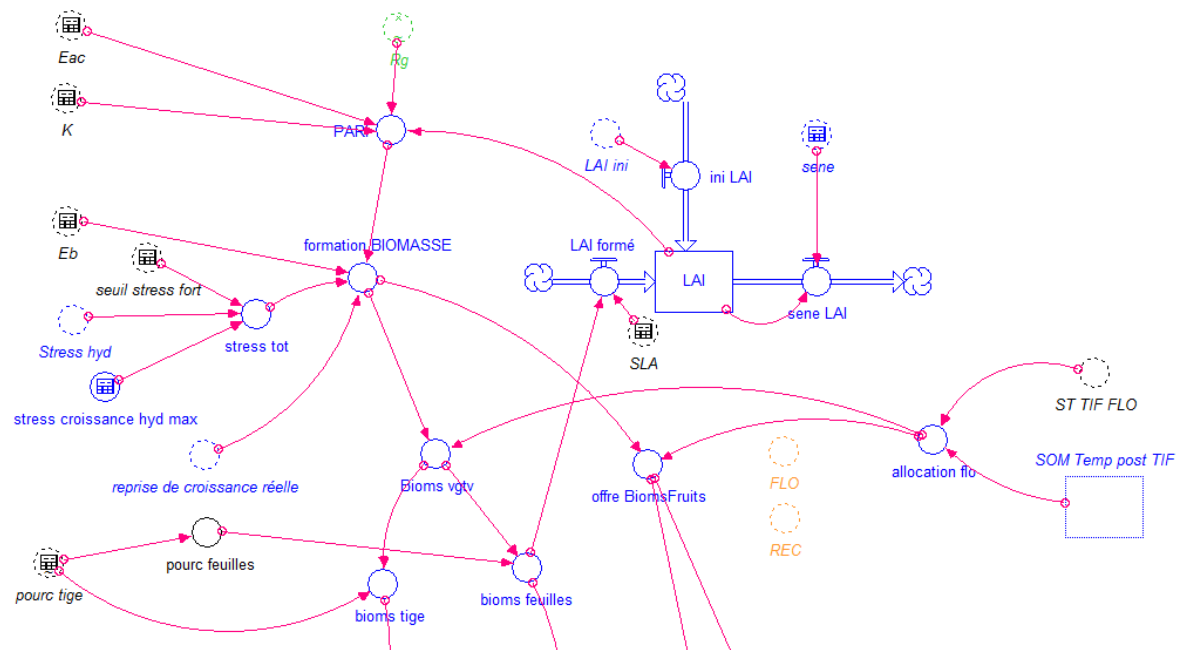 Eac
Rg
K
PARi
LAI ini
ini LAI
sene
Eb
formation BIOMASSE
LAI formé
LAI
seuil stress fort
sene LAI
Stress hyd
stress tot
SLA
stress croissance hyd max
ST TIF FLO
reprise de croissance réelle
Bioms vgtv
offre BiomsFruits
FLO
allocation flo
SOM Temp post TIF
REC
pourc feuilles
pourc tige
bioms tige
bioms feuilles